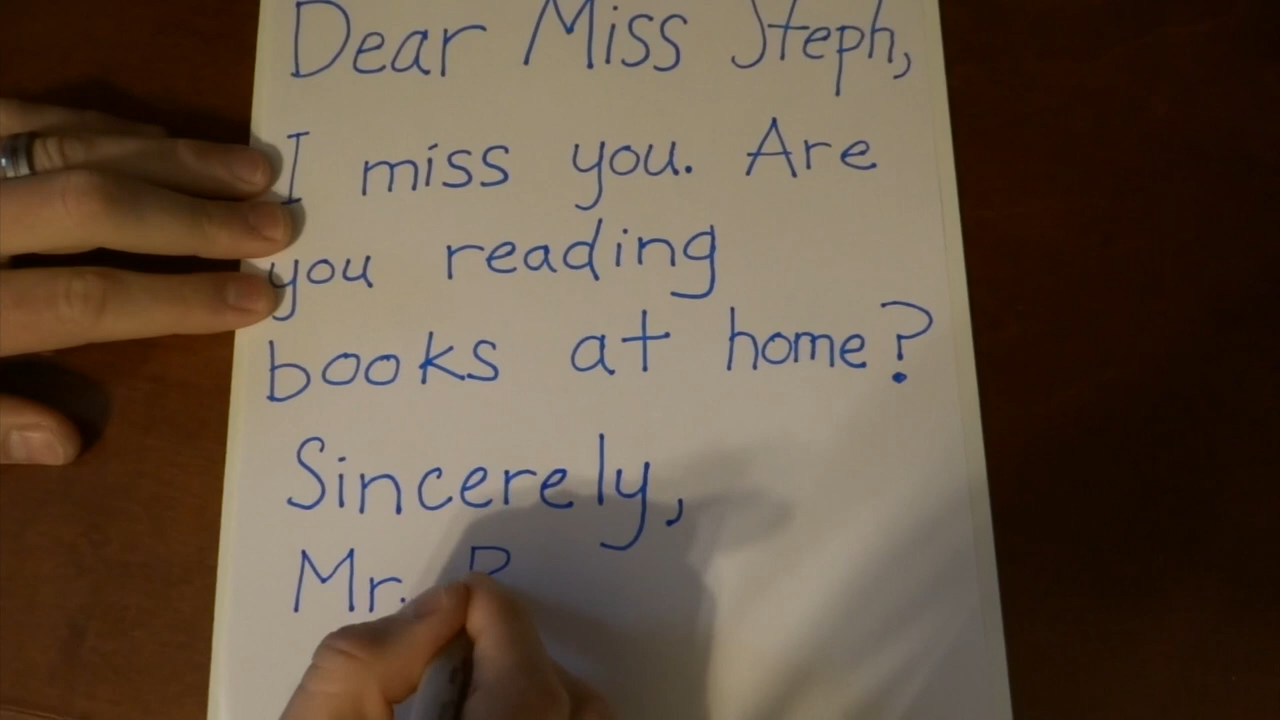 Dear Miss Steph,
I miss you. Are
you reading
books at home?
Sincerely,
Mr.